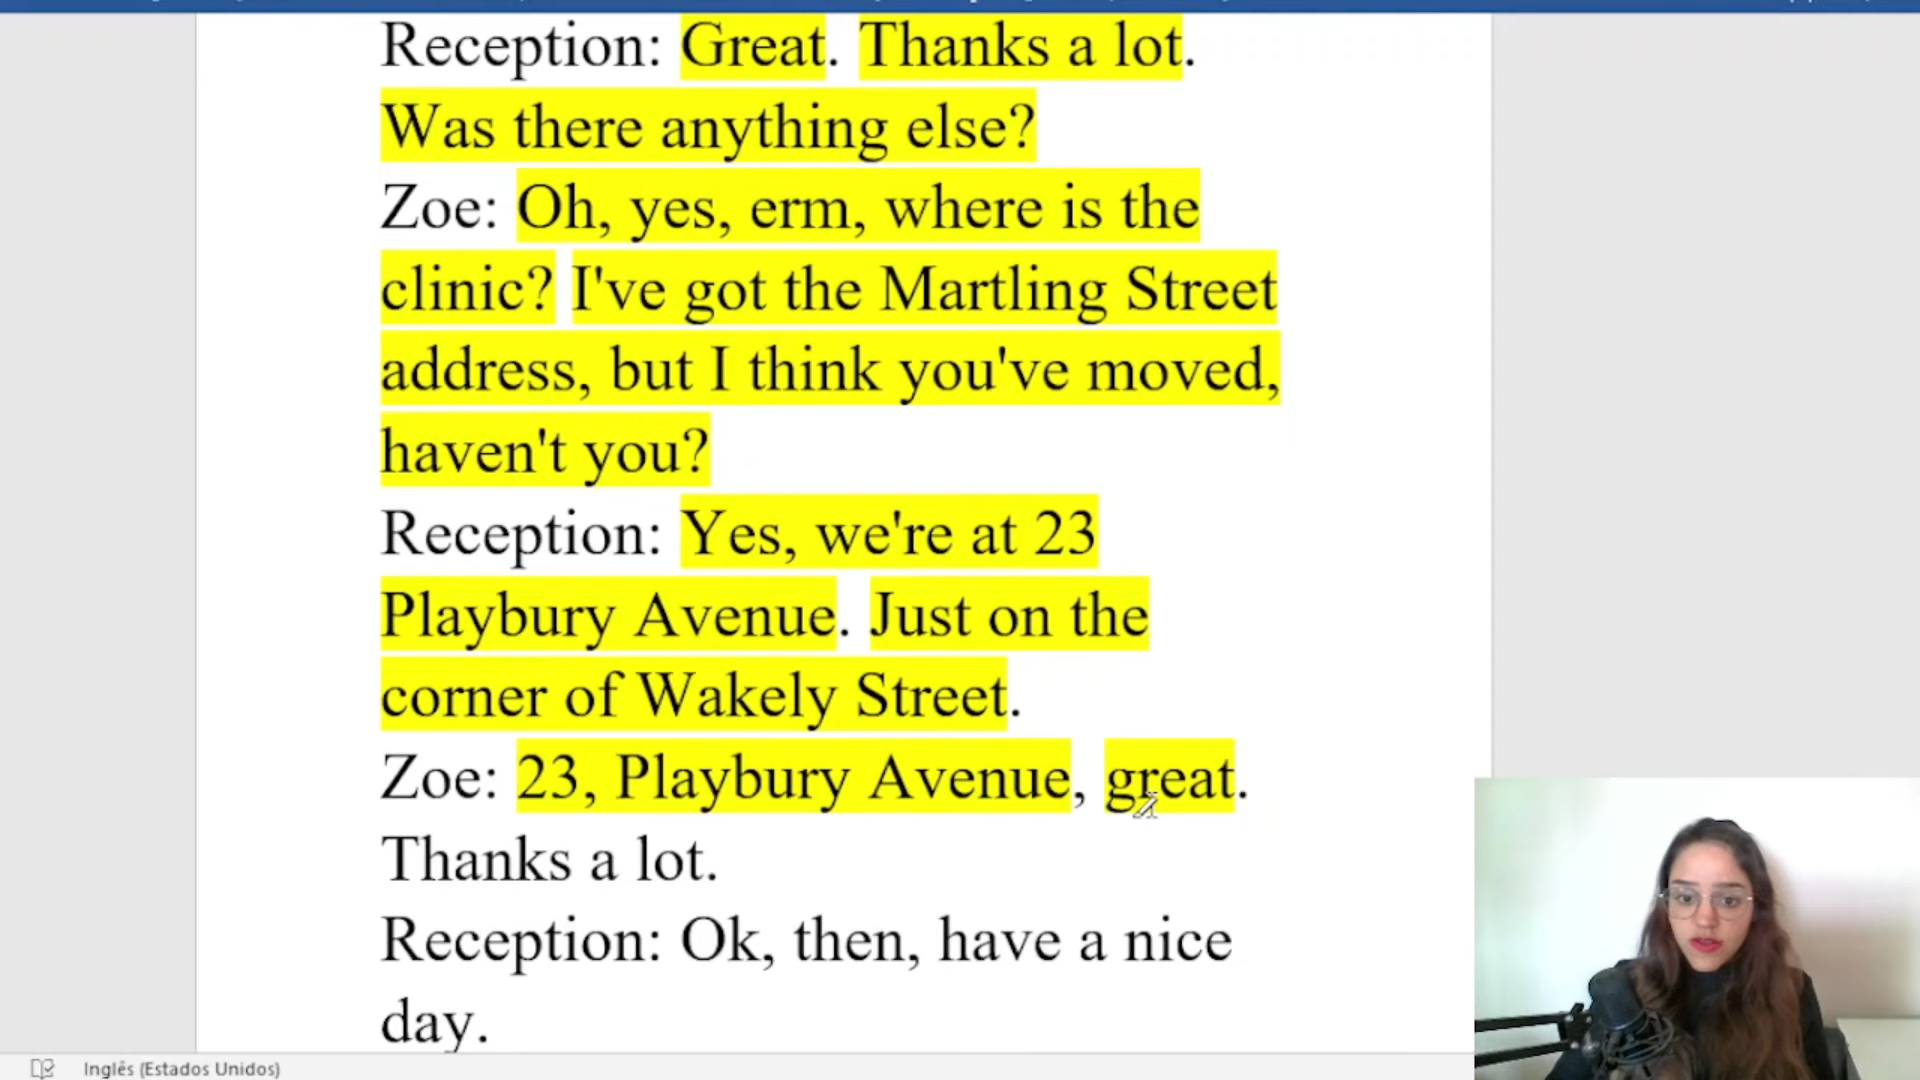 Reception: Great. Thanks a lot.
Was there anything else?
Zoe: Oh, yes, erm, where is the
clinic? I've got the Martling Street
address, but I think you've moved,
haven't you?
Reception: Yes, we're at 23
Playbury Avenue. Just on the
corner of Wakely Street.
Zoe: 23, Playbury Avenue, great.
Thanks a lot.
Reception: Ok, then, have a nice
day.
Inglês (Estados Unidos)